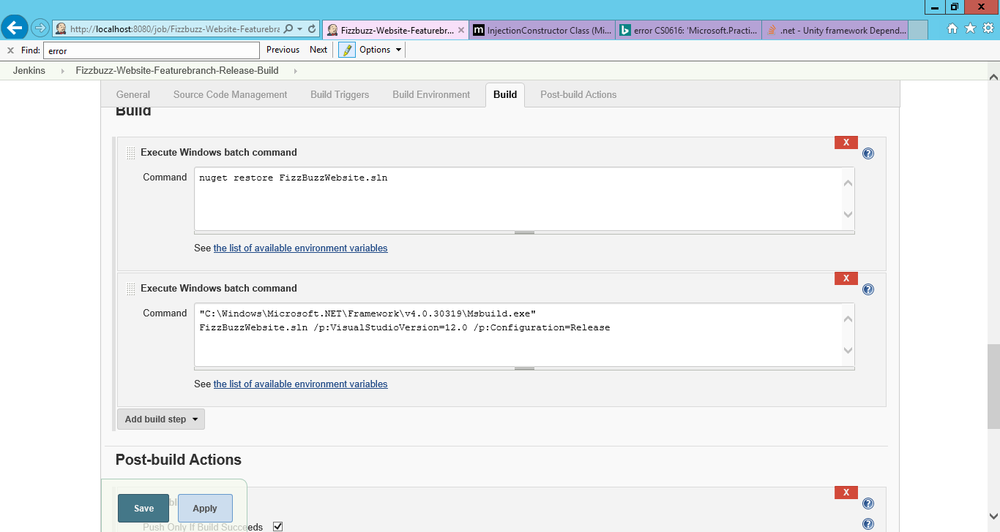 http://localhost:8080/job/Fizzbuzz-Website-Featurebra
Fizzbuzz-Website-Featurebr...
InjectionConstructor Class (Mi...
error CS0616: 'Microsoft.Practi...
.net - Unity framework Depend...
X Find: error Previous Next Options
Jenkins Fizzbuzz-Website-Featurebranch-Release-Build
General Source Code Management Build Triggers Build Environment Build Post-build Actions
Build
X
Execute Windows batch command
Command nuget restore FizzBuzzWebsite.sln
See the list of available environment variables
X
Execute Windows batch command
Command "C:\Windows\Microsoft.NET\Framework\v4.0.30319\Msbuild.exe"
FizzBuzzWebsite.sln /p:VisualStudioVersion=12.0 /p:Configuration=Release
See the list of available environment variables
Add build step
Post-build Actions
X
Save Apply
Push Only If Build Succeeds